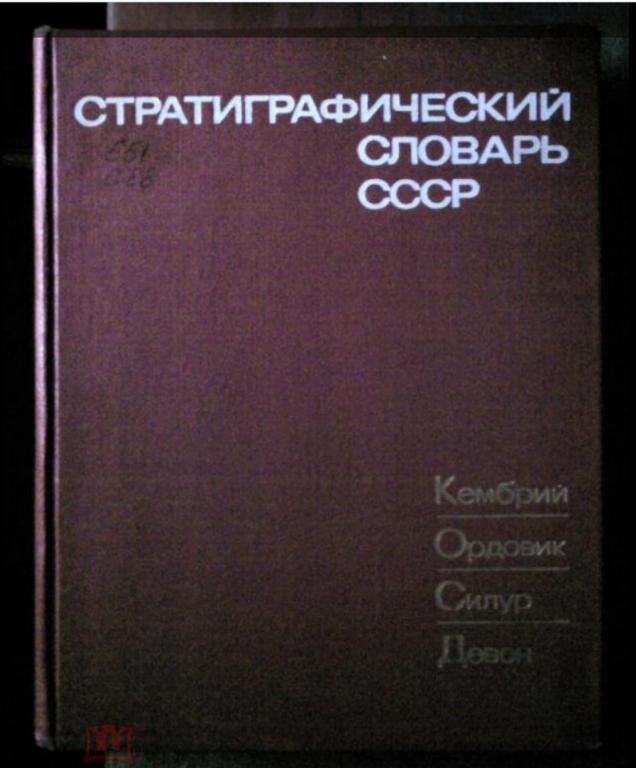 СТРАТИГРАФИЧЕСКИЙ
СЛОВАРЬ
СССР
Кембрий
Ордовик
Силур
Девон